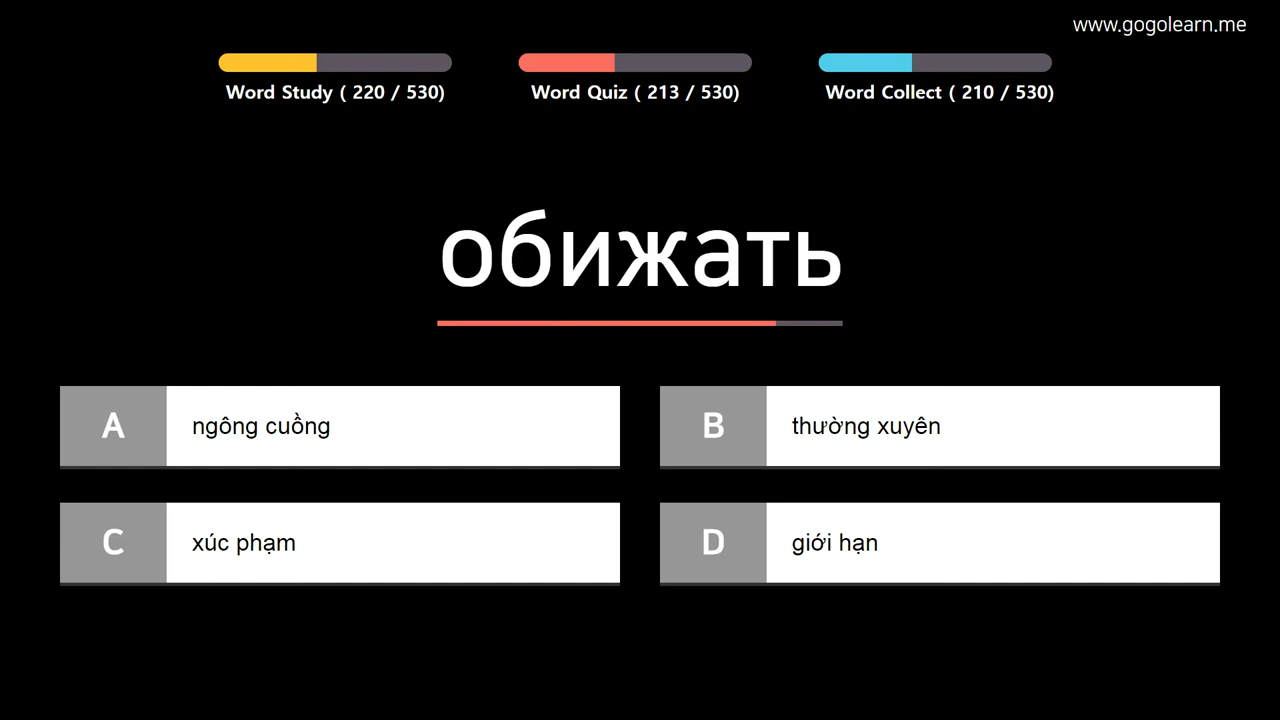 www.gogolearn.me
Word Study ( 220 / 530)
Word Quiz ( 213 / 530)
Word Collect ( 210 / 530)
обижать
A ngông cuồng
B thường xuyên
C xúc phạm
D giới hạn